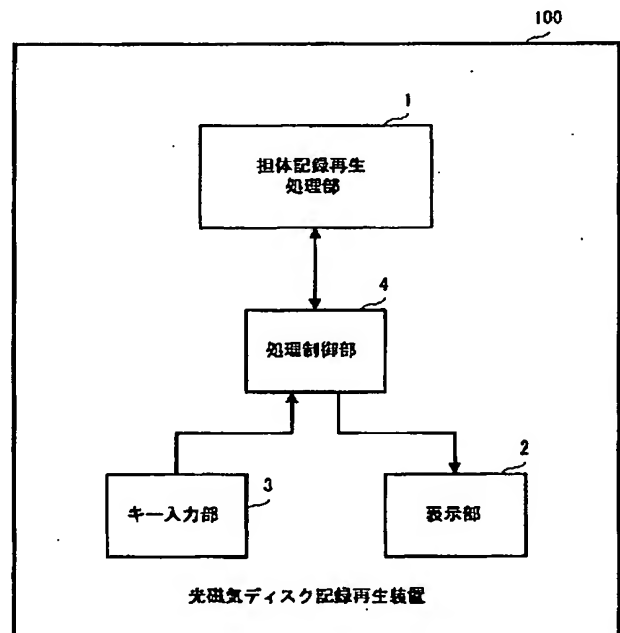 100
1
担体記録再生
処理部
4
処理制御部
3
キー入力部
2
表示部
光磁気ディスク記録再生装置